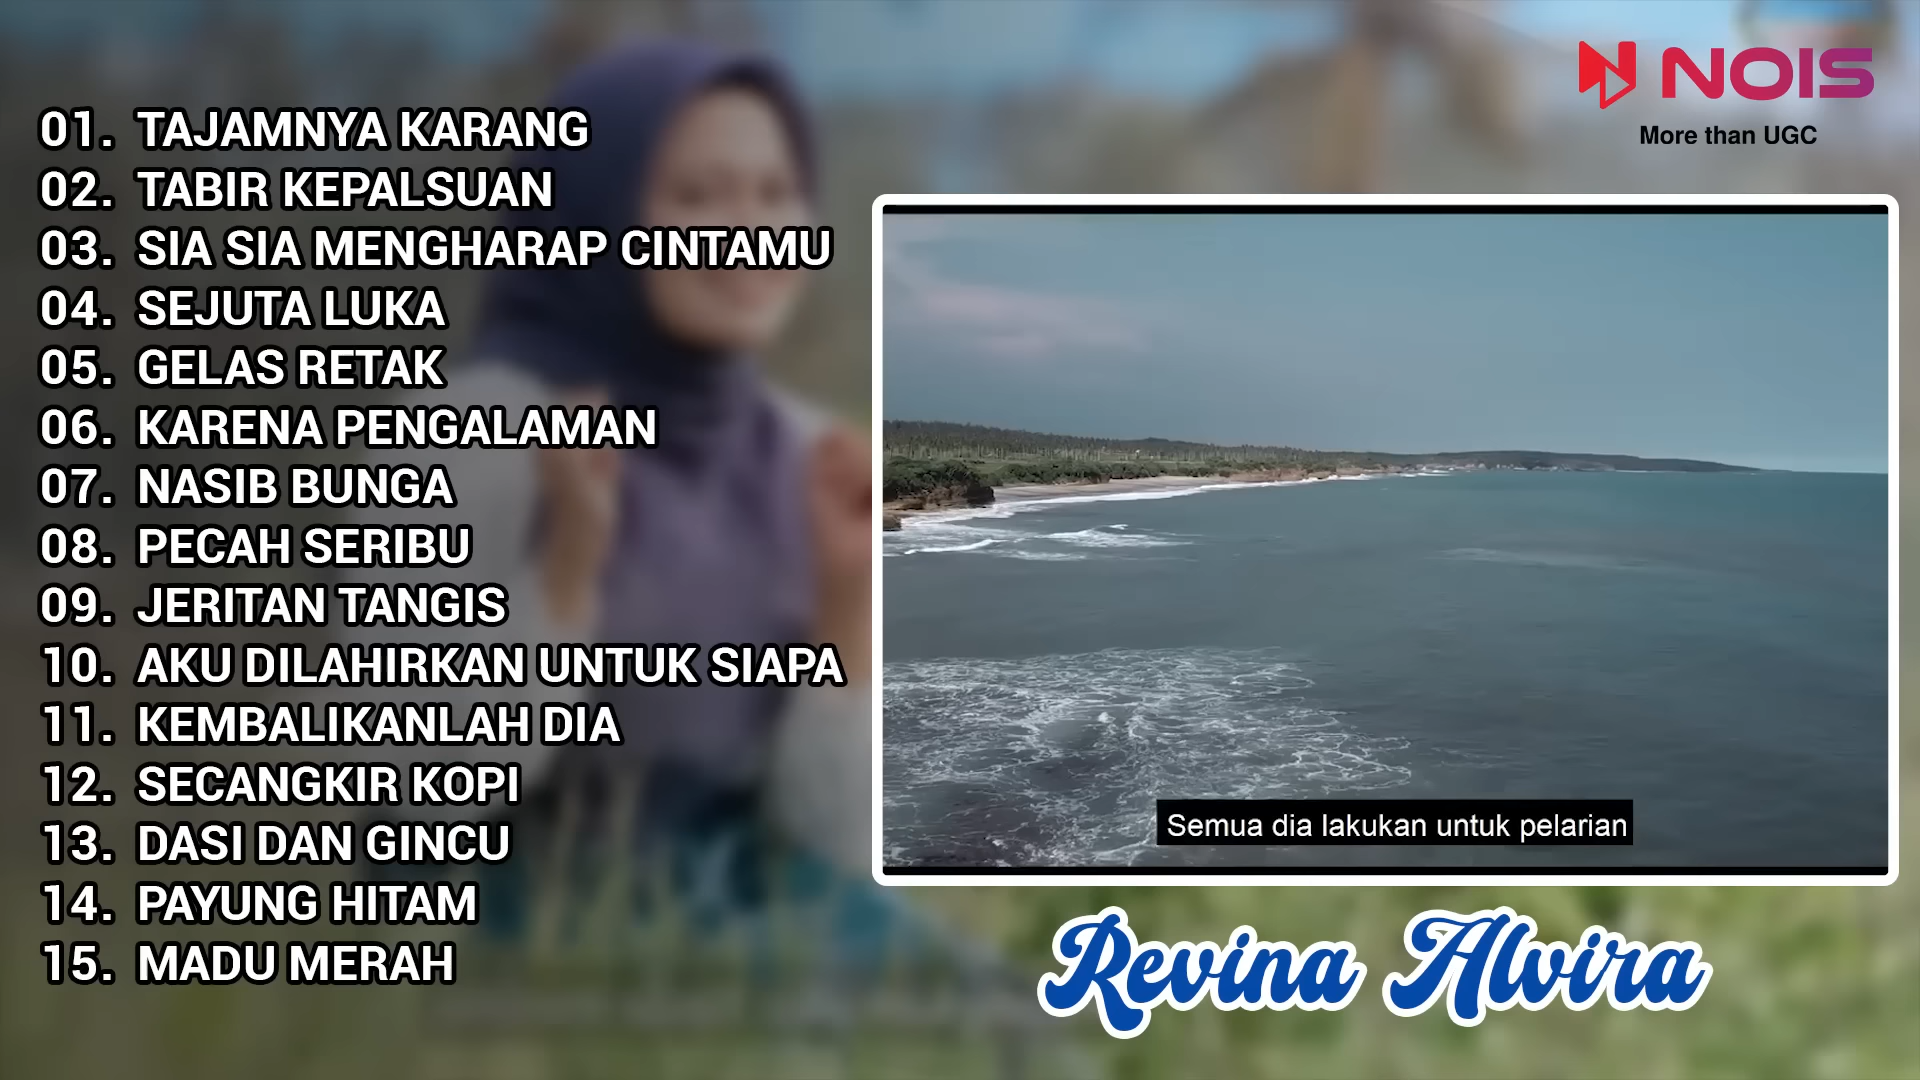 01. TAJAMNYA KARANG
02. TABIR KEPALSUAN
03. SIA SIA MENGHARAP CINTAMU
04. SEJUTA LUKA
05. GELAS RETAK
06. KARENA PENGALAMAN
07. NASIB BUNGA
08. PECAH SERIBU
09. JERITAN TANGIS
10. AKU DILAHIRKAN UNTUK SIAPA
11. KEMBALIKANLAH DIA
12. SECANGKIR KOPI
13. DASI DAN GINCU
14. PAYUNG HITAM
15. MADU MERAH
NOIS
More than UGC
Semua dia lakukan untuk pelarian
Revina Alvira